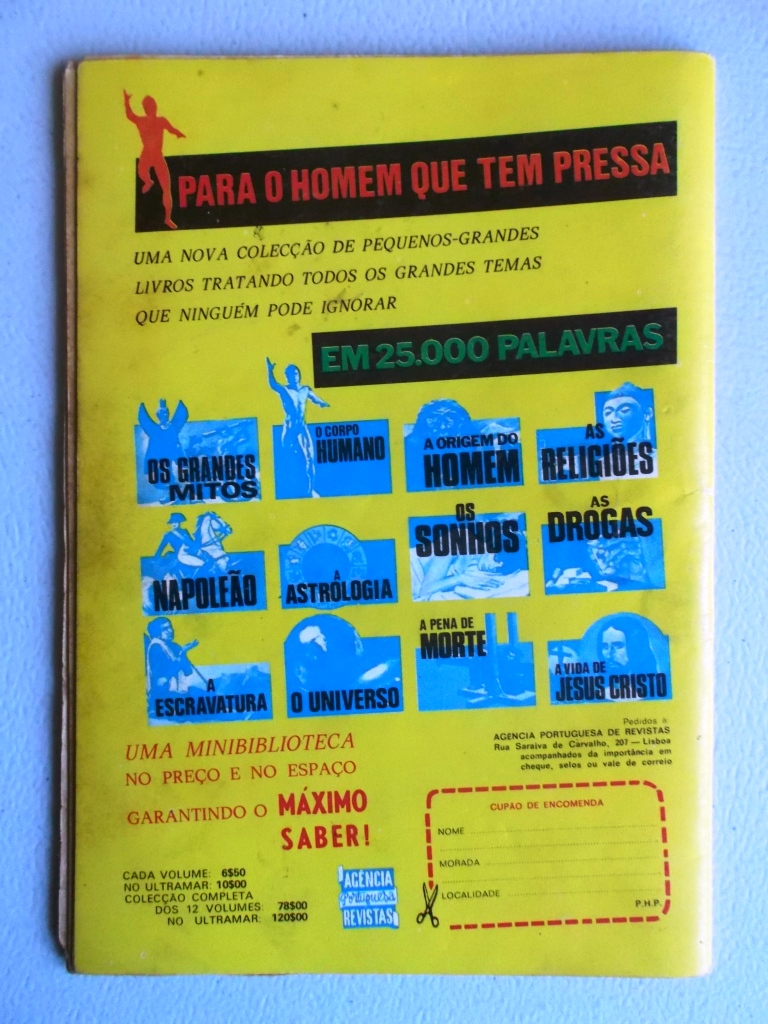 PARA O HOMEM QUE TEM PRESSA
UMA NOVA COLECÇÃO DE PEQUENOS-GRANDES
LIVROS TRATANDO TODOS OS GRANDES TEMAS
QUE NINGUÉM PODE IGNORAR
EM 25.000 PALAVRAS
OS GRANDES
MITOS
O CORPO
HUMANO
A ORIGEM DO
HOMEM
AS
RELIGIÕES
NAPOLEÃO
A
ASTROLOGIA
OS
SONHOS
AS
DROGAS
A
ESCRAVATURA
O UNIVERSO
A PENA DE
MORTE
A VIDA DE
JESUS CRISTO
UMA MINIBIBLIOTECA
NO PREÇO E NO ESPAÇO
GARANTINDO O MÁXIMO
SABER!
Pedidos à
AGENCIA PORTUGUESA DE REVISTAS
Rua Saraiva de Carvalho, 207 — Lisboa
acompanhados da importância em
cheque, selos ou vale de correio
CUPÃO DE ENCOMENDA
NOME
MORADA
LOCALIDADE
P.H.P.
CADA VOLUME: 6$50
NO ULTRAMAR: 10$00
COLECÇÃO COMPLETA
DOS 12 VOLUMES: 78$00
NO ULTRAMAR: 120$00
AGÊNCIA
Portuguesa
REVISTAS